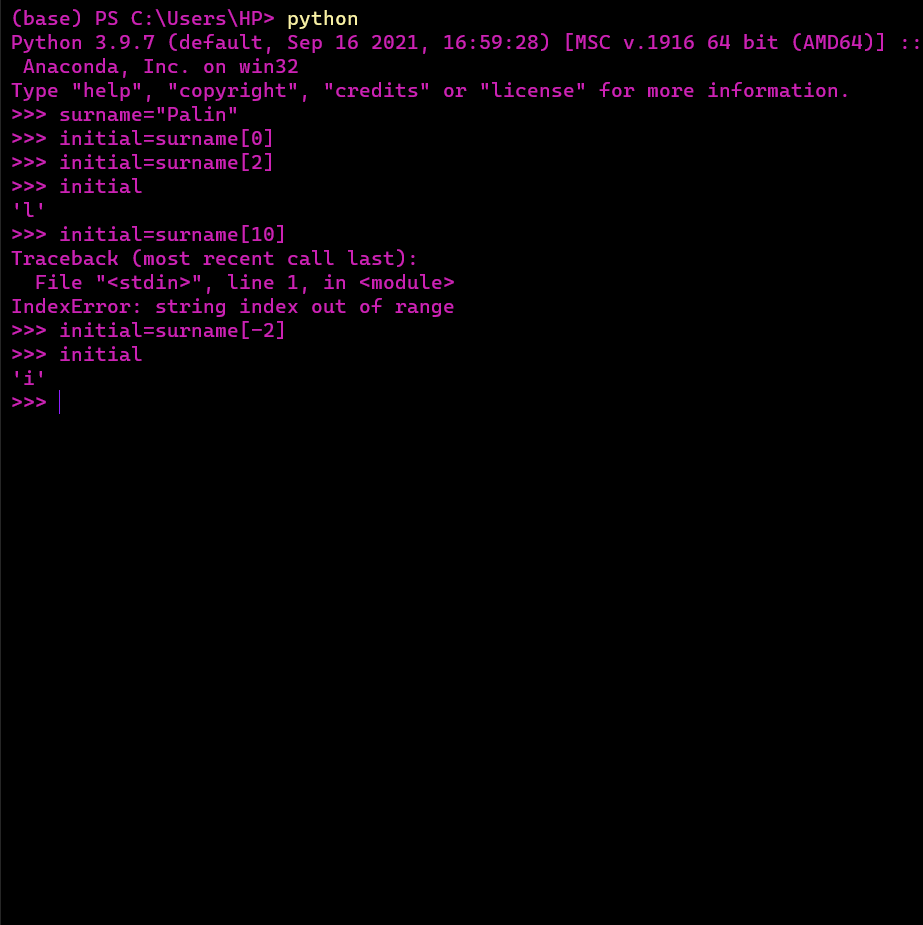 (base) PS C:\Users\HP> python
Python 3.9.7 (default, Sep 16 2021, 16:59:28) [MSC v.1916 64 bit (AMD64)] ::
 Anaconda, Inc. on win32
Type "help", "copyright", "credits" or "license" for more information.
>>> surname="Palin"
>>> initial=surname[0]
>>> initial=surname[2]
>>> initial
'l'
>>> initial=surname[10]
Traceback (most recent call last):
  File "<stdin>", line 1, in <module>
IndexError: string index out of range
>>> initial=surname[-2]
>>> initial
'i'
>>>